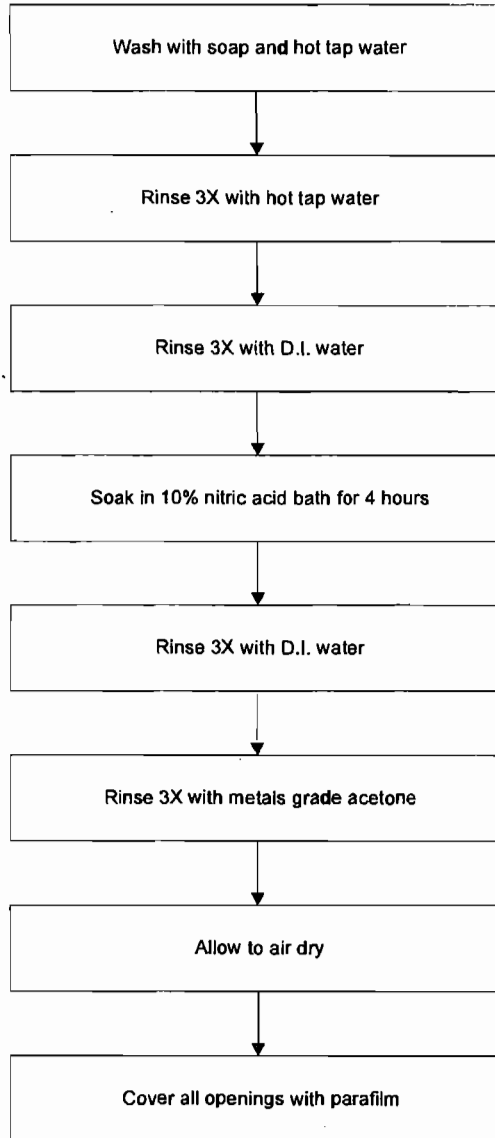 Wash with soap and hot tap water
Rinse 3X with hot tap water
Rinse 3X with D.I. water
Soak in 10% nitric acid bath for 4 hours
Rinse 3X with D.I. water
Rinse 3X with metals grade acetone
Allow to air dry
Cover all openings with parafilm